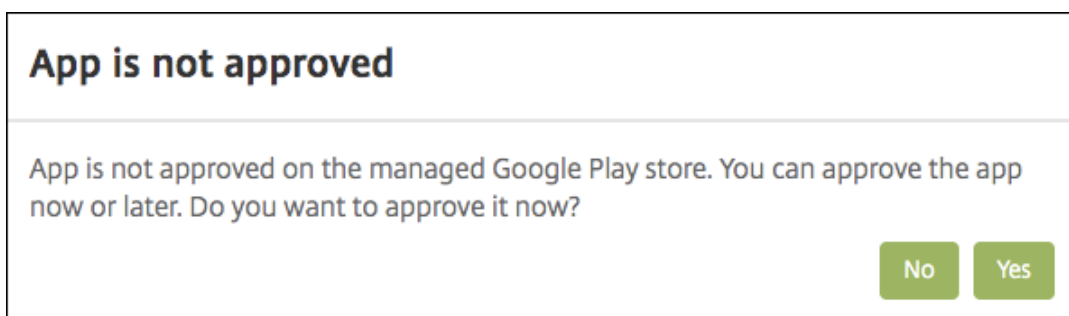 App is not approved
App is not approved on the managed Google Play store. You can approve the app
now or later. Do you want to approve it now?
No Yes